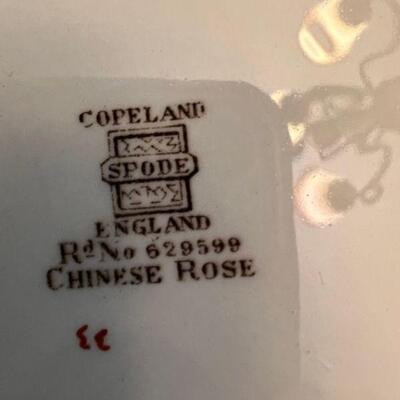 COPELAND
SPODE
ENGLAND
Rd No 629599
CHINESE ROSE